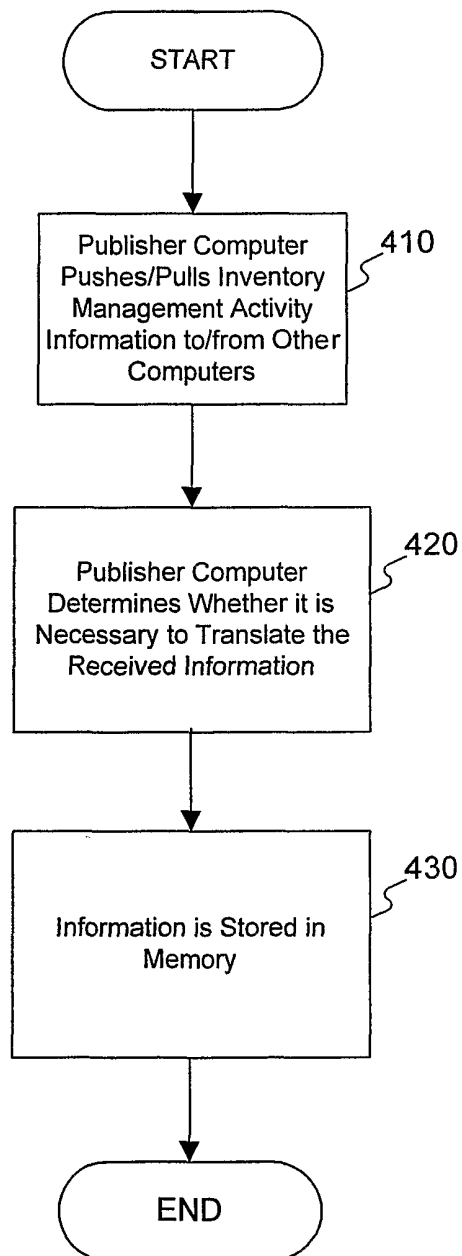 START
Publisher Computer
Pushes/Pulls Inventory
Management Activity
Information to/from Other
Computers
410
Publisher Computer
Determines Whether it is
Necessary to Translate the
Received Information
420
Information is Stored in
Memory
430
END